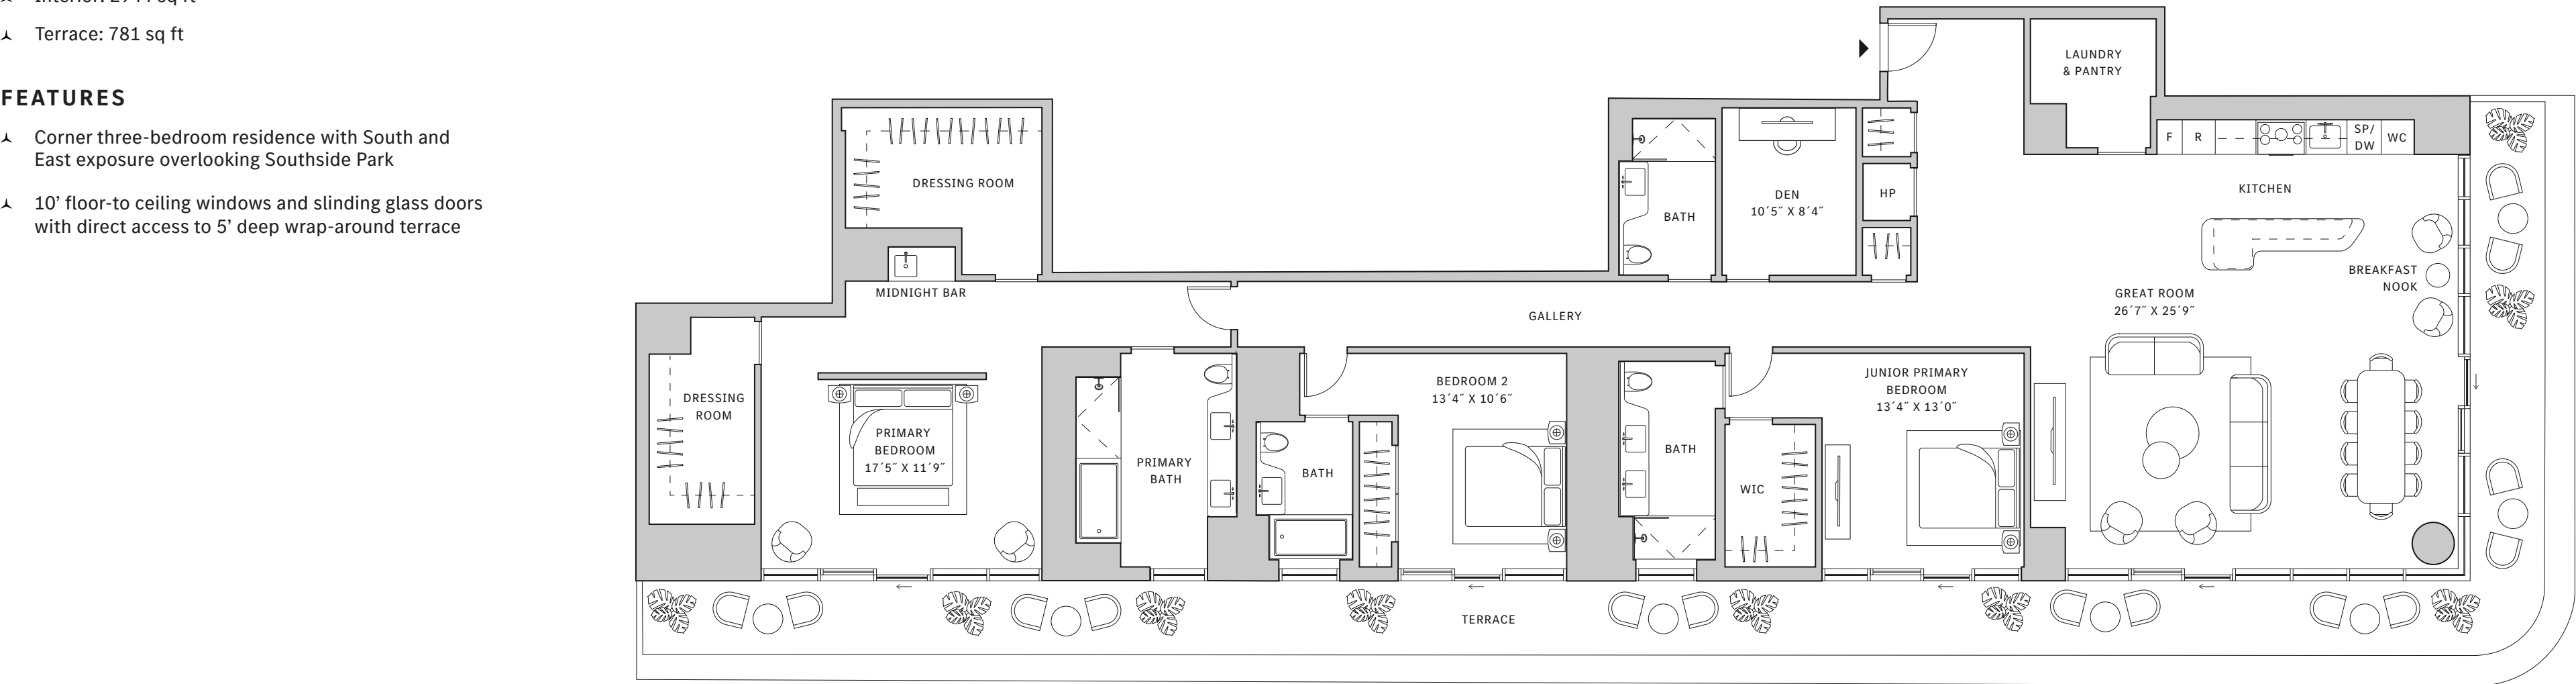 Terrace: 781 sq ft
FEATURES
Corner three-bedroom residence with South and
East exposure overlooking Southside Park
10’ floor-to ceiling windows and slinding glass doors
with direct access to 5’ deep wrap-around terrace
LAUNDRY
& PANTRY
DRESSING ROOM
MIDNIGHT BAR
BATH
DEN
10´5˝ X 8´4˝
HP
F
R
SP/
DW
WC
KITCHEN
BREAKFAST
NOOK
GREAT ROOM
26´7˝ X 25´9˝
GALLERY
DRESSING
ROOM
PRIMARY
BEDROOM
17´5˝ X 11´9˝
PRIMARY
BATH
BATH
BEDROOM 2
13´4˝ X 10´6˝
BATH
WIC
JUNIOR PRIMARY
BEDROOM
13´4˝ X 13´0˝
TERRACE